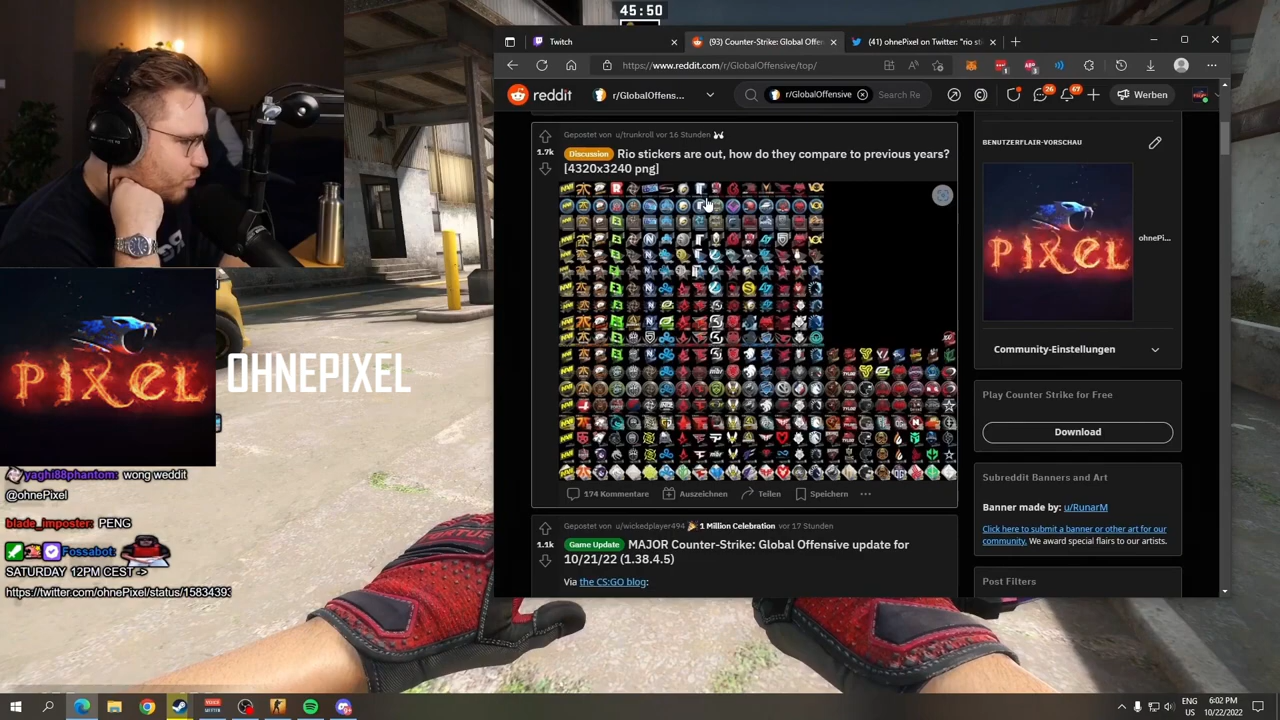 45:50
Twitch
(93) Counter-Strike: Global Offen
(41) ohnePixel on Twitter: "rio st
https://www.reddit.com/r/GlobalOffensive/top/
reddit
r/GlobalOffens...
r/GlobalOffensive
Search Re
26
67
Werben
Gepostet von u/trunkroll vor 16 Stunden
1.7k
Discussion Rio stickers are out, how do they compare to previous years?
[4320x3240 png]
174 Kommentare
Auszeichnen
Teilen
Speichern
Gepostet von u/wickedplayer494 1 Million Celebration vor 17 Stunden
1.1k
Game Update MAJOR Counter-Strike: Global Offensive update for
10/21/22 (1.38.4.5)
Via the CS:GO blog:
BENUTZERFLAIR-VORSCHAU
PIXEL
ohnePi...
Community-Einstellungen
Play Counter Strike for Free
Download
Subreddit Banners and Art
Banner made by: u/RunarM
Click here to submit a banner or other art for our
community. We award special flairs to our artists.
Post Filters
PIXEL
OHNEPIXEL
yaghi88phantom: wong weddit
@ohnePixel
blade_imposter: PENG
Fossabot:
SATURDAY 12PM CEST ->
https://twitter.com/ohnePixel/status/15834393
ENG
US
6:02 PM
10/22/2022